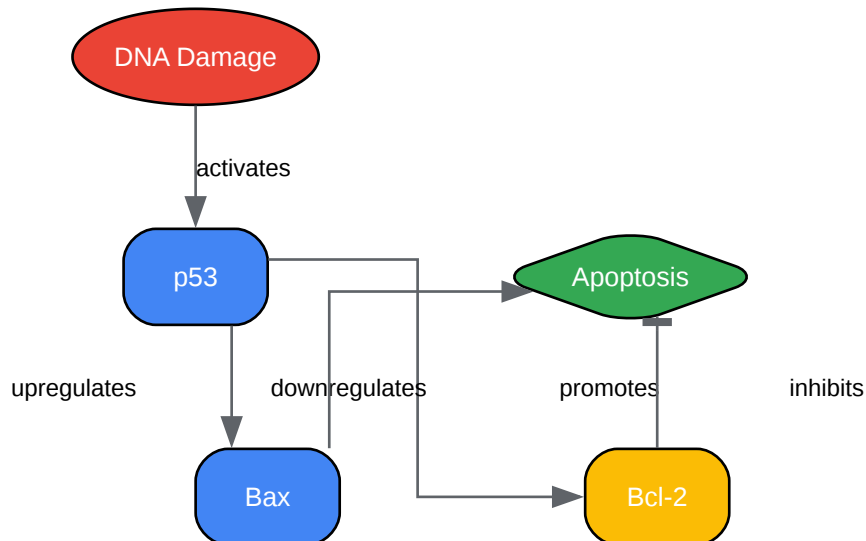 DNA Damage
activates
p53
Apoptosis
upregulates
downregulates
promotes
inhibits
Bax
Bcl-2